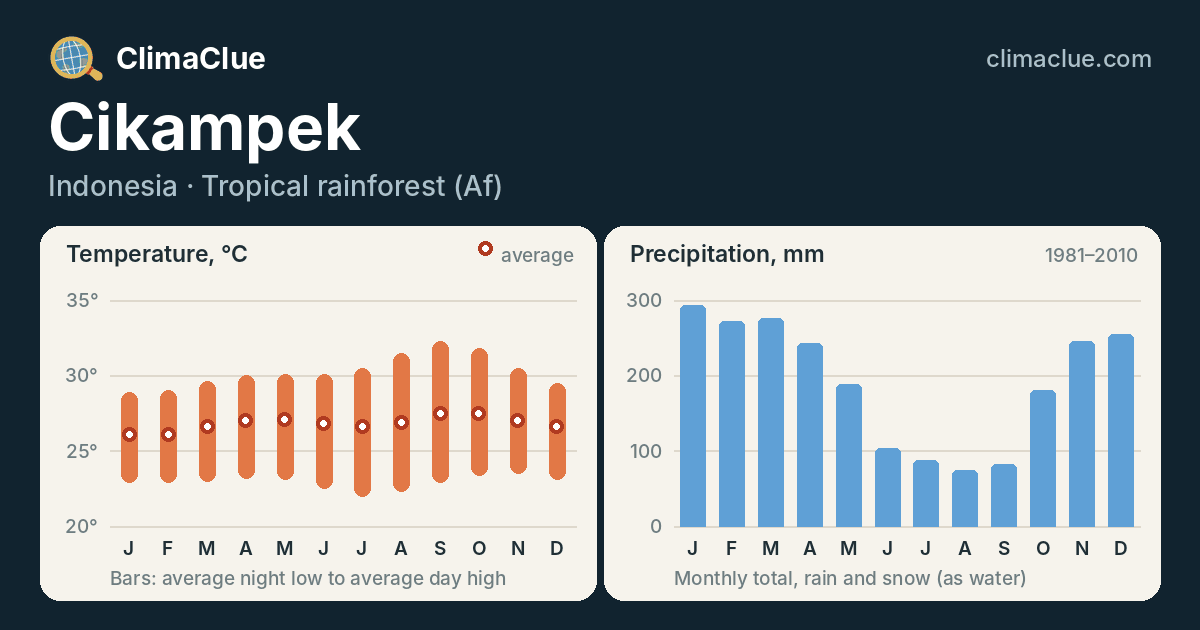 ClimaClue
climaclue.com
Cikampek
Indonesia · Tropical rainforest (Af)
Temperature, °C
average
35°
30°
25°
20°
J F M A M J J A S O N D
Bars: average night low to average day high
Precipitation, mm
1981–2010
300
200
100
0
J F M A M J J A S O N D
Monthly total, rain and snow (as water)